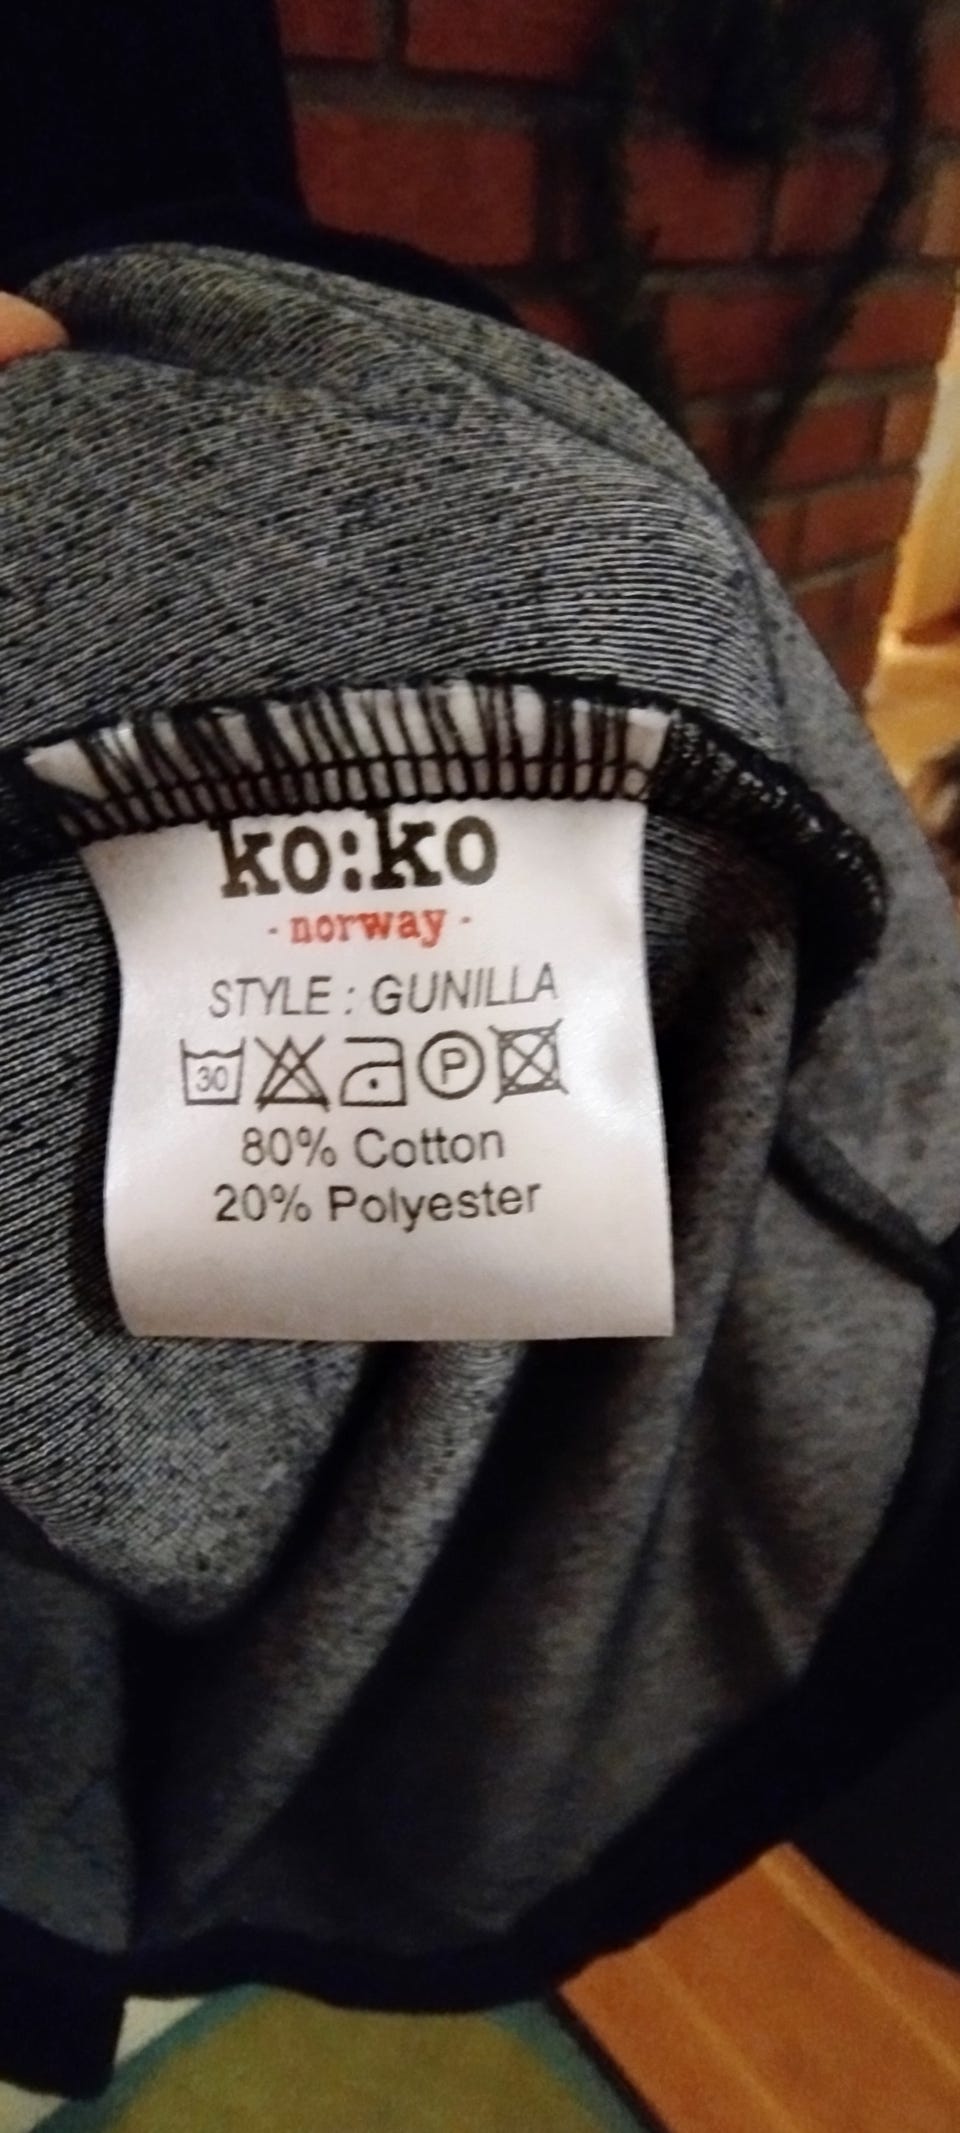 ko:ko
- norway -
STYLE : GUNILLA
30 P
80% Cotton
20% Polyester